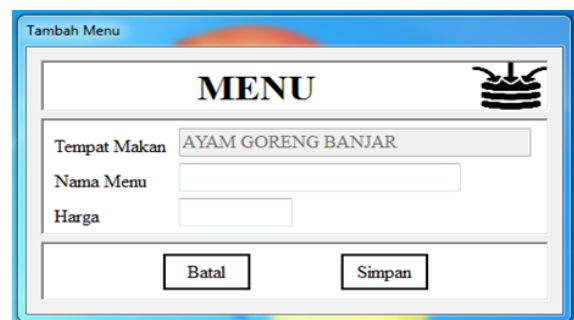 Tambah Menu
MENU
Tempat Makan AYAM GORENG BANJAR
Nama Menu
Harga
Batal Simpan